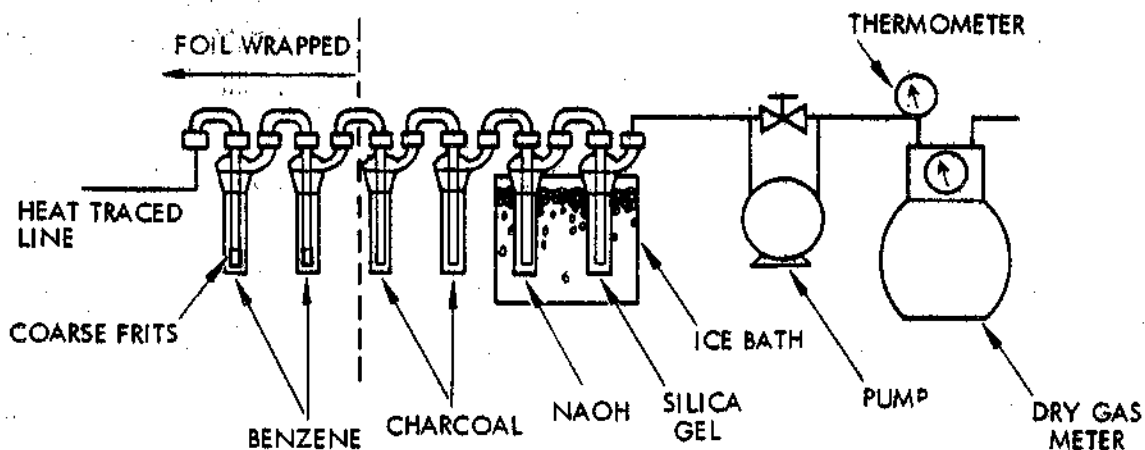 FOIL WRAPPED
THERMOMETER
HEAT TRACED
LINE
COARSE FRITS
BENZENE
CHARCOAL
NAOH
SILICA
GEL
ICE BATH
PUMP
DRY GAS
METER